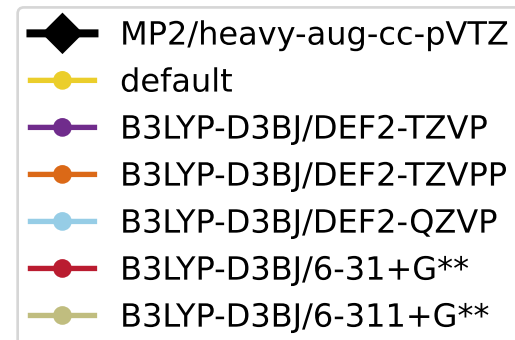 MP2/heavy-aug-cc-pVTZ
default
B3LYP-D3BJ/DEF2-TZVP
B3LYP-D3BJ/DEF2-TZVPP
B3LYP-D3BJ/DEF2-QZVP
B3LYP-D3BJ/6-31+G**
B3LYP-D3BJ/6-311+G**